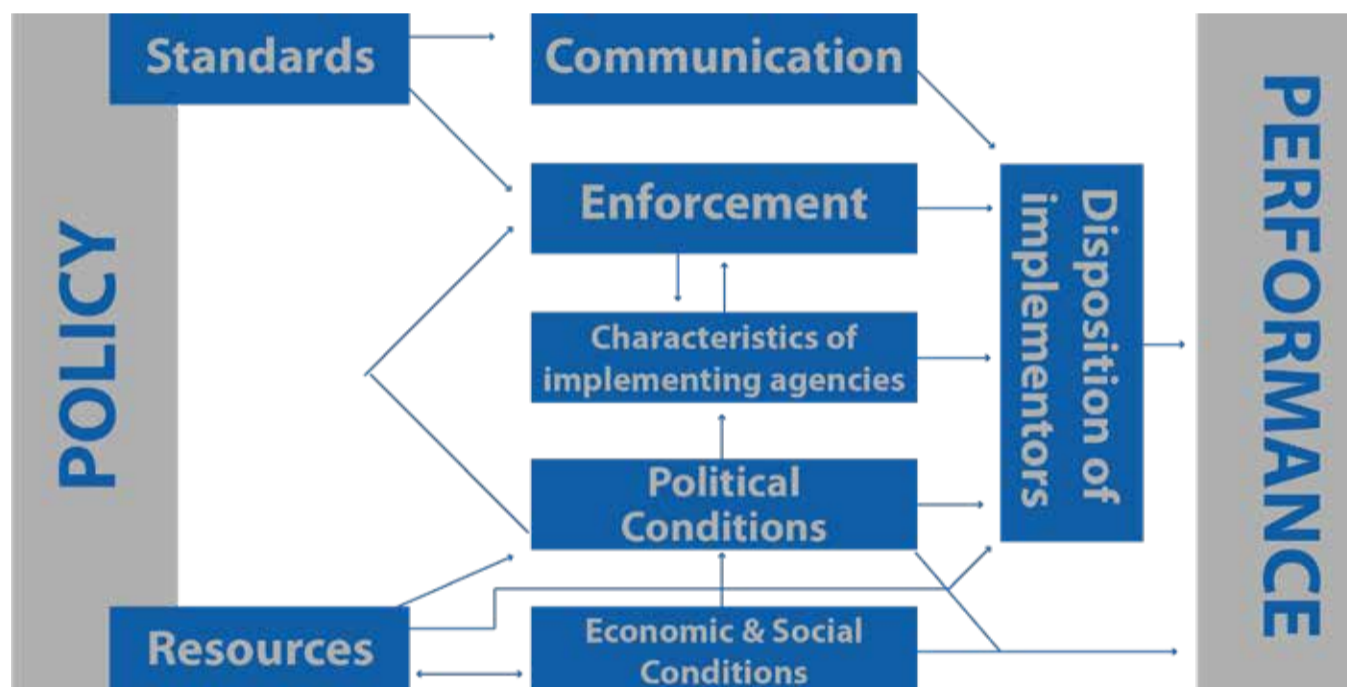 POLICY
Standards
Communication
Enforcement
Characteristics of
implementing agencies
Political
Conditions
Resources
Economic & Social
Conditions
Disposition of
implementors
PERFORMANCE